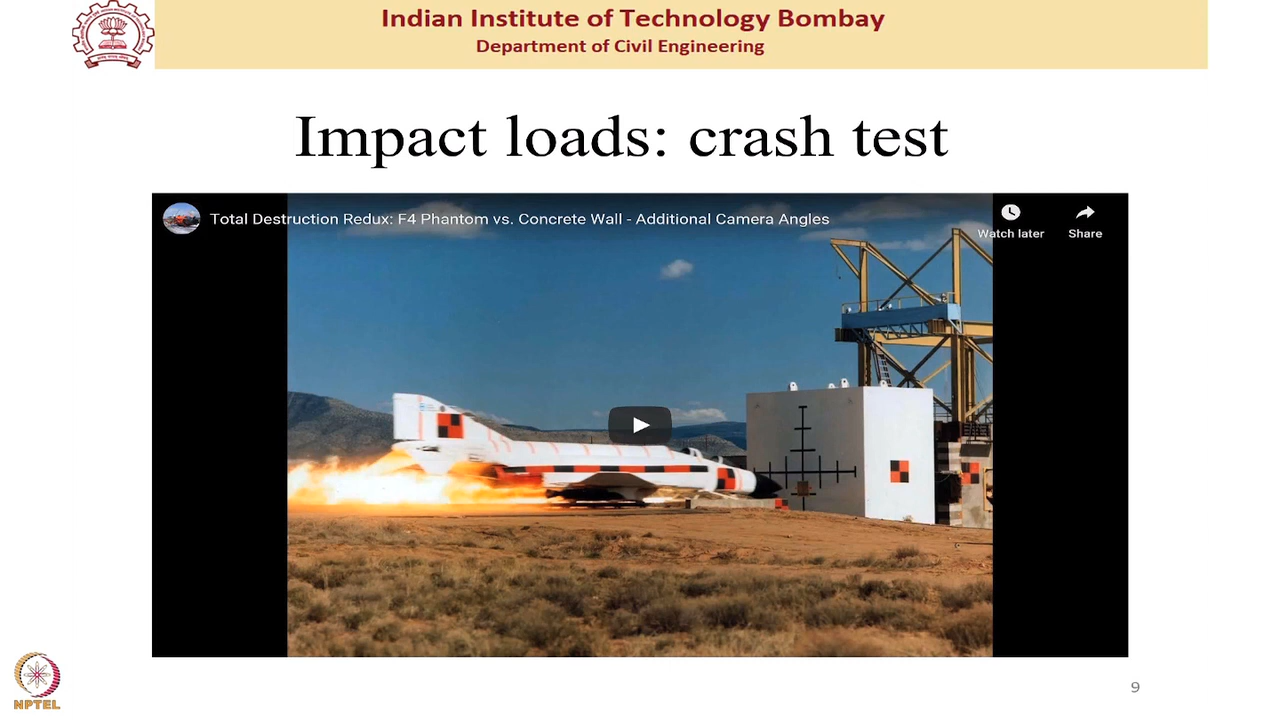 Indian Institute of Technology Bombay
Department of Civil Engineering
Impact loads: crash test
Total Destruction Redux: F4 Phantom vs. Concrete Wall - Additional Camera Angles
Watch later
Share
NPTEL
9